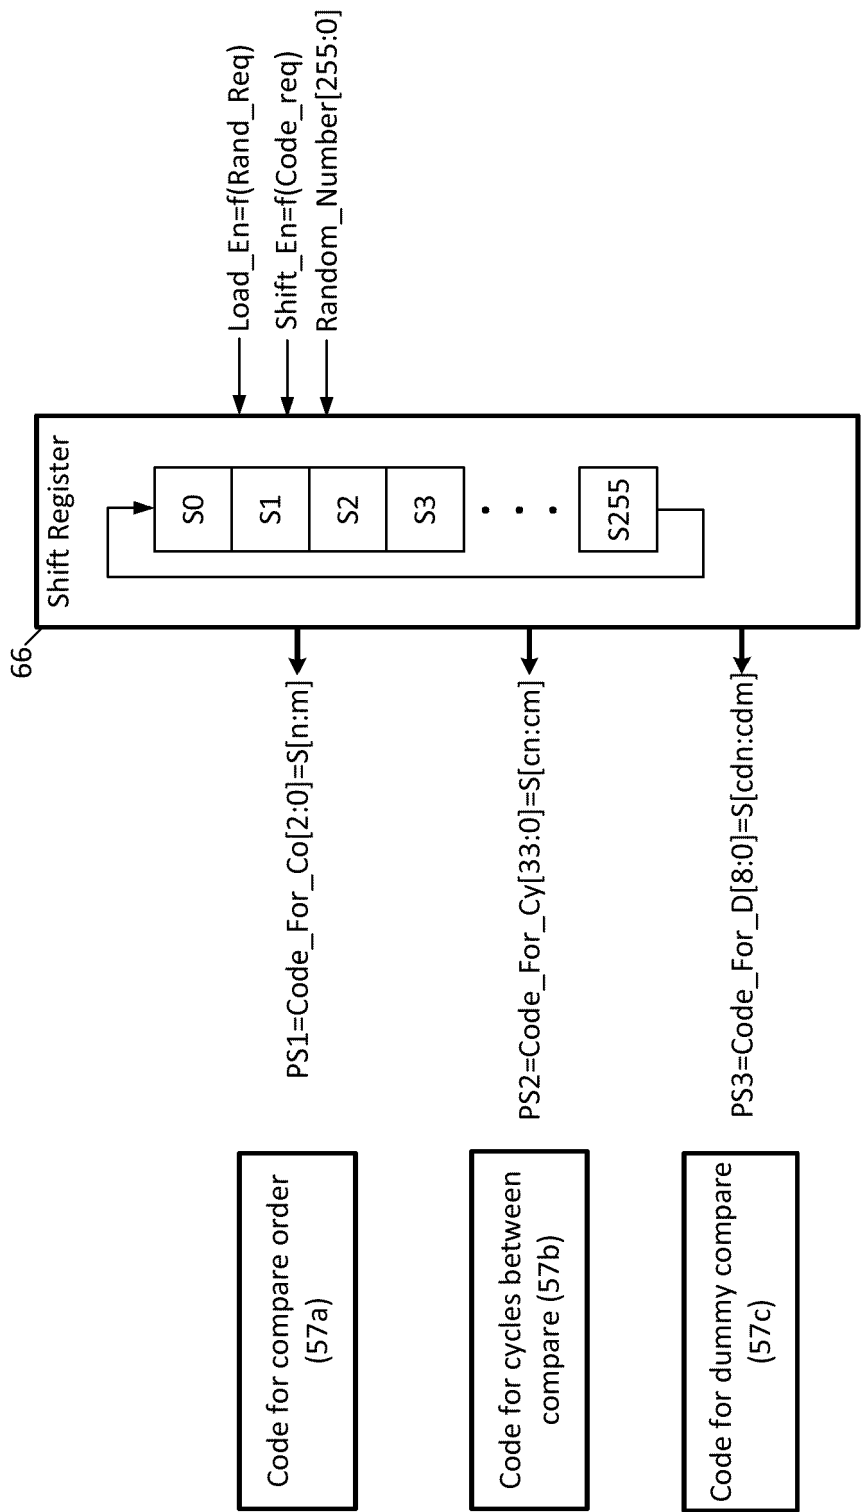 66
Shift Register
S0
S1
S2
S3
S255
Load_En=f(Rand_Req)
Shift_En=f(Code_req)
Random_Number[255:0]
PS1=Code_For_Co[2:0]=S[n:m]
PS2=Code_For_Cy[33:0]=S[cn:cm]
PS3=Code_For_D[8:0]=S[cdn:cdm]
Code for compare order
(57a)
Code for cycles between
compare (57b)
Code for dummy compare
(57c)